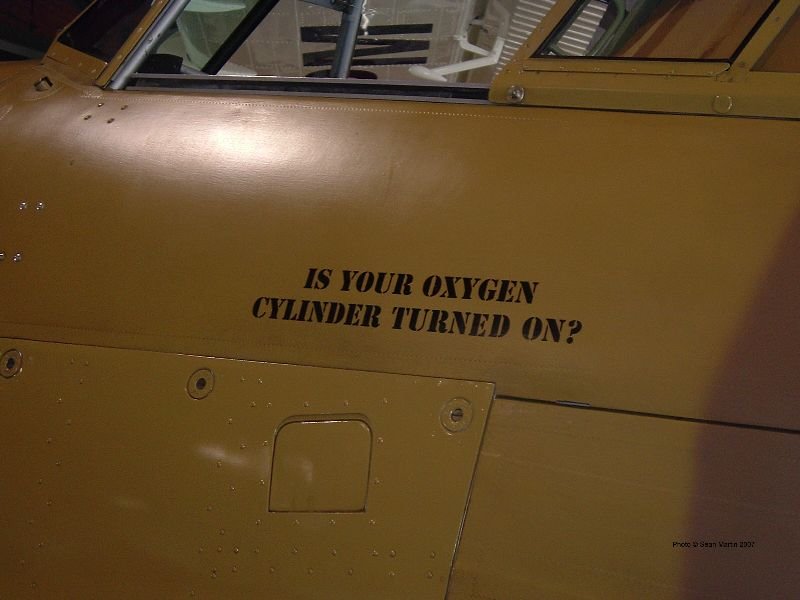 IS YOUR OXYGEN
CYLINDER TURNED ON?
Photo © Sean Martin 2007